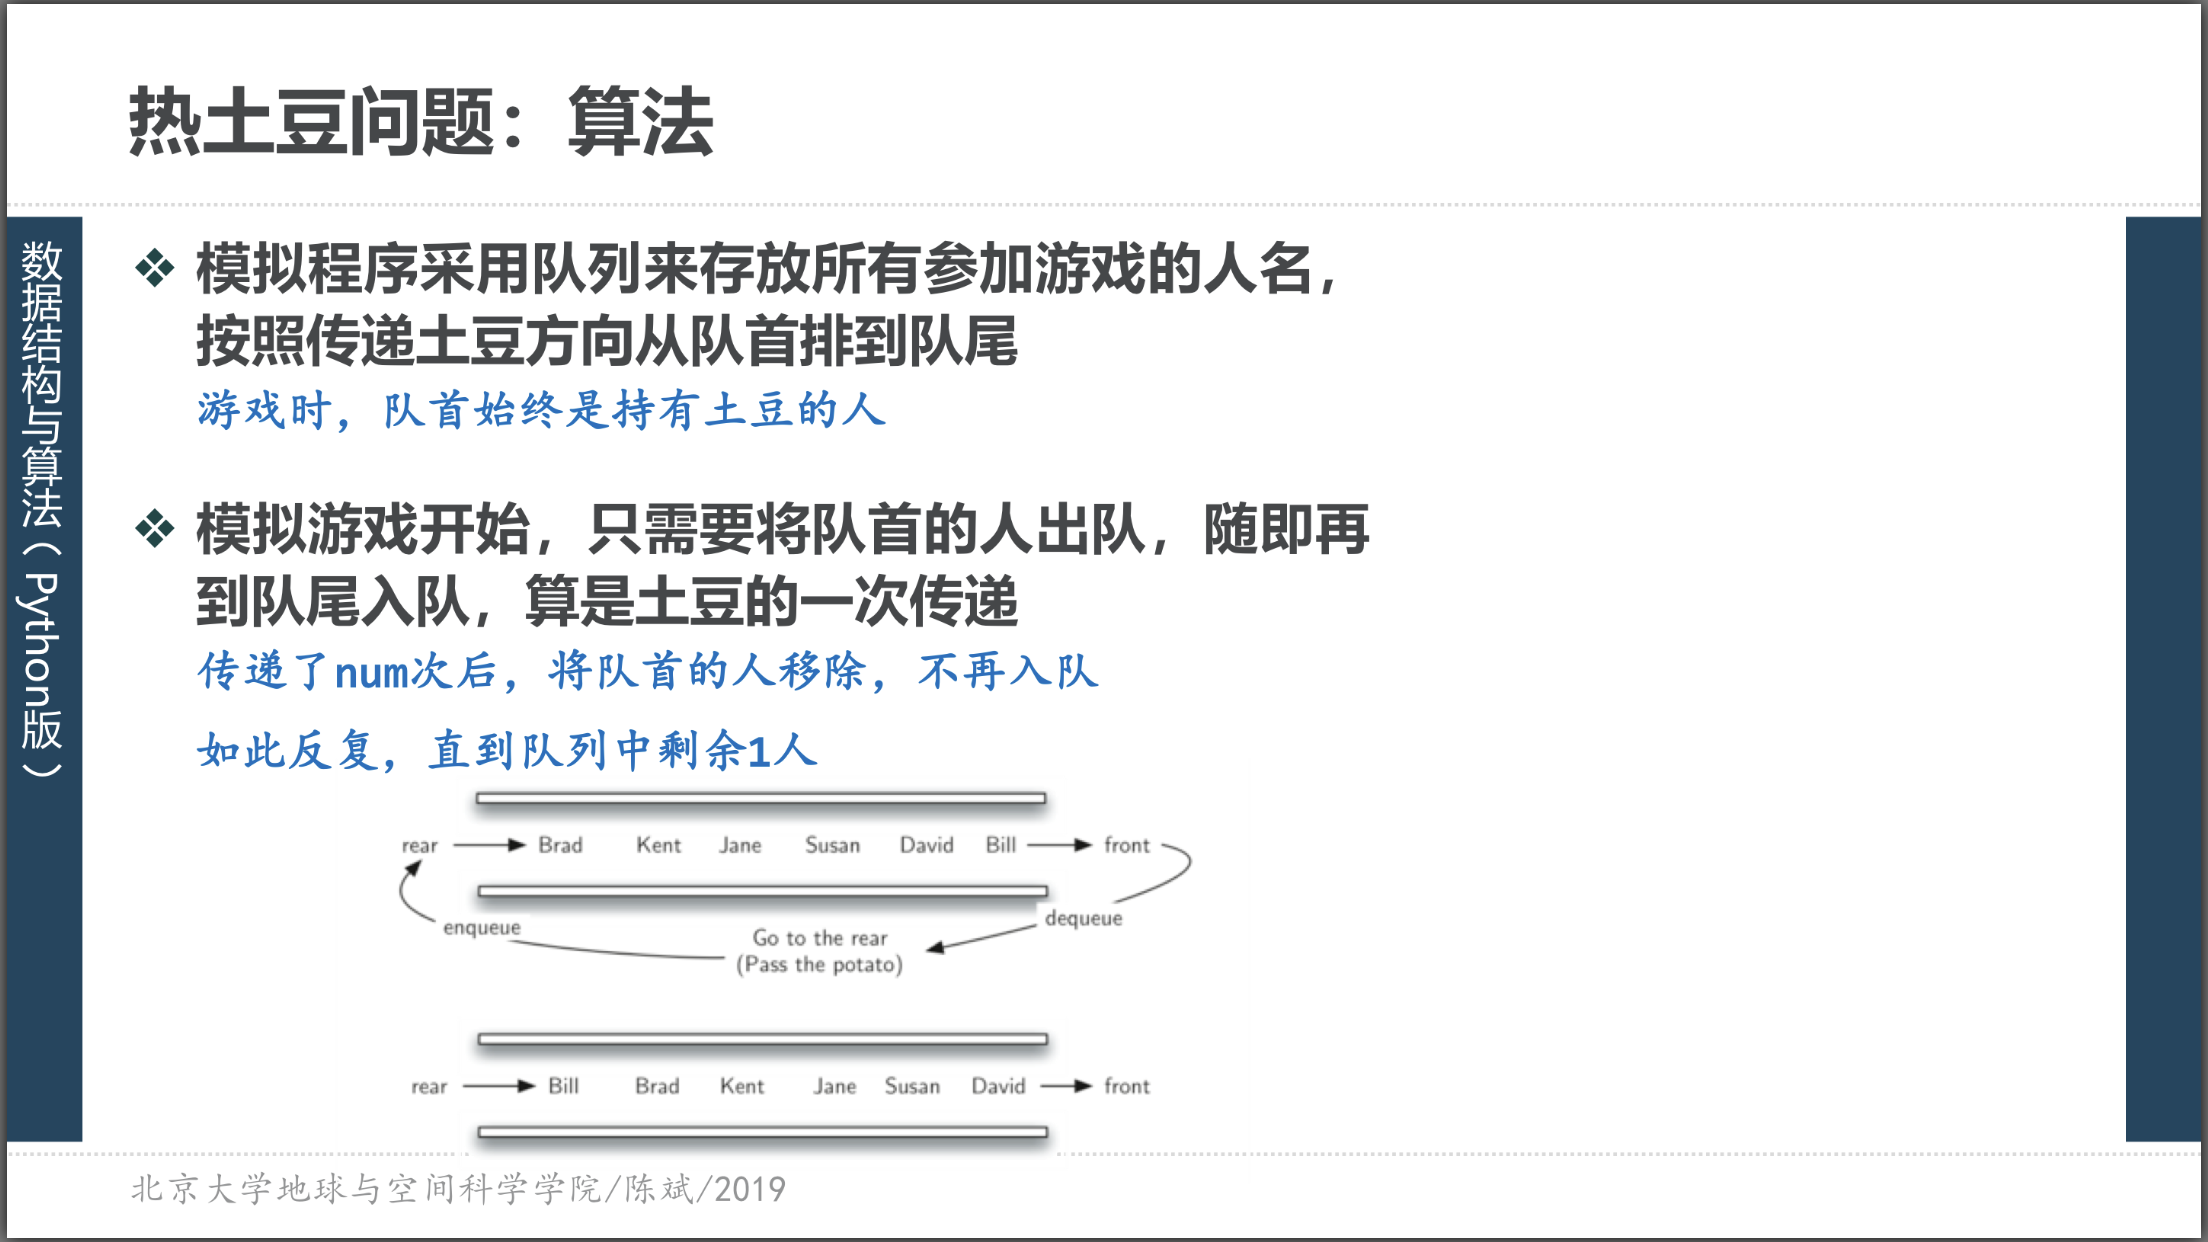 热土豆问题：算法
数据结构与算法（Python版）
模拟程序采用队列来存放所有参加游戏的人名，
按照传递土豆方向从队首排到队尾
游戏时，队首始终是持有土豆的人
模拟游戏开始，只需要将队首的人出队，随即再
到队尾入队，算是土豆的一次传递
传递了num次后，将队首的人移除，不再入队
如此反复，直到队列中剩余1人
rear Brad Kent Jane Susan David Bill front
enqueue
dequeue
Go to the rear
(Pass the potato)
rear Bill Brad Kent Jane Susan David front
北京大学地球与空间科学学院/陈斌/2019